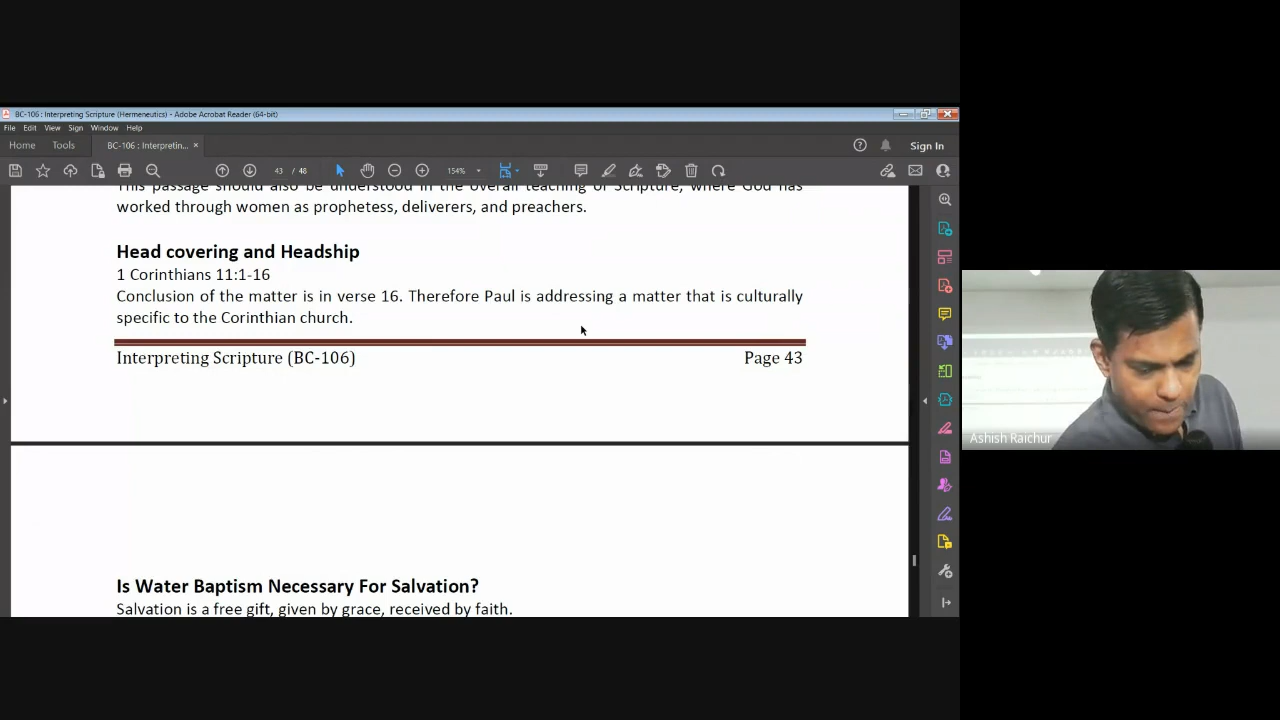 BC-106 : Interpreting Scripture (Hermeneutics) - Adobe Acrobat Reader (64-bit)
File Edit View Sign Window Help
Home Tools BC-106 : Interpretin... × Sign In
43 / 48 154%
This passage should also be understood in the overall teaching of Scripture, where God has
worked through women as prophetess, deliverers, and preachers.
Head covering and Headship
1 Corinthians 11:1-16
Conclusion of the matter is in verse 16. Therefore Paul is addressing a matter that is culturally
specific to the Corinthian church.
Interpreting Scripture (BC-106) Page 43
Is Water Baptism Necessary For Salvation?
Salvation is a free gift, given by grace, received by faith.
Ashish Raichur